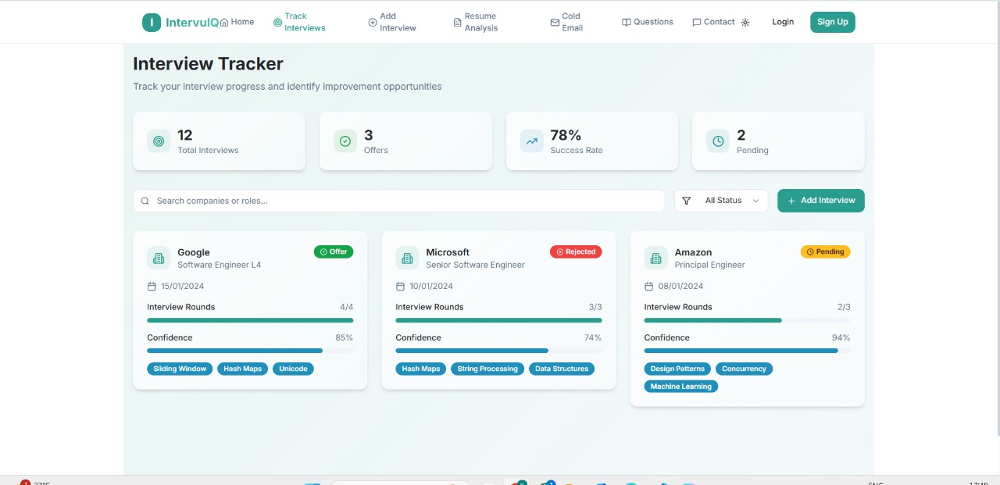 I IntervuIQ
Home
Track
Interviews
Add
Interview
Resume
Analysis
Cold
Email
Questions
Contact
Login
Sign Up
Interview Tracker
Track your interview progress and identify improvement opportunities
12
Total Interviews
3
Offers
78%
Success Rate
2
Pending
Search companies or roles...
All Status
Add Interview
Google
Offer
Software Engineer L4
15/01/2024
Interview Rounds 4/4
Confidence 85%
Sliding Window Hash Maps Unicode
Microsoft
Rejected
Senior Software Engineer
10/01/2024
Interview Rounds 3/3
Confidence 74%
Hash Maps String Processing Data Structures
Amazon
Pending
Principal Engineer
08/01/2024
Interview Rounds 2/3
Confidence 94%
Design Patterns Concurrency
Machine Learning